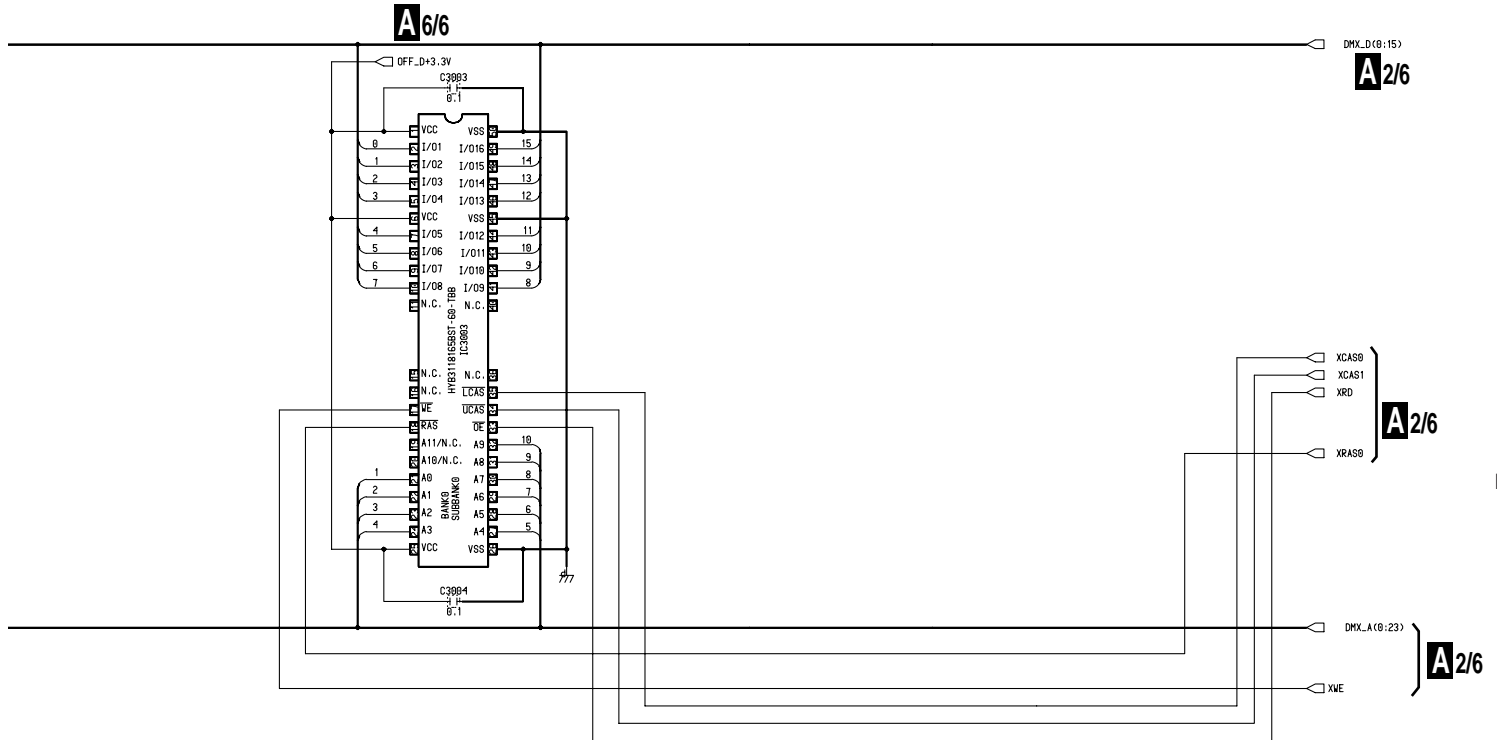 A 6/6
DMX_D(0:15)
A 2/6
OFF_D+3.3V
C3003
0.1
VCC VSS
0 I/O1 I/O16 15
1 I/O2 I/O15 14
2 I/O3 I/O14 13
3 I/O4 I/O13 12
VCC VSS
4 I/O5 I/O12 11
5 I/O6 I/O11 10
6 I/O7 I/O10 9
7 I/O8 I/O9 8
N.C. N.C.
HYB3118165BST-60-TBB
IC3003
N.C. N.C.
N.C. LCAS
WE UCAS
RAS OE
A11/N.C. A9 10
A10/N.C. A8 9
1 A0 A7 8
2 A1 A6 7
3 A2 A5 6
4 A3 A4 5
VCC VSS
BANK0
SUBBANK0
C3004
0.1
XCAS0
XCAS1
XRD
XRAS0
A 2/6
DMX_A(0:23)
XWE
A 2/6